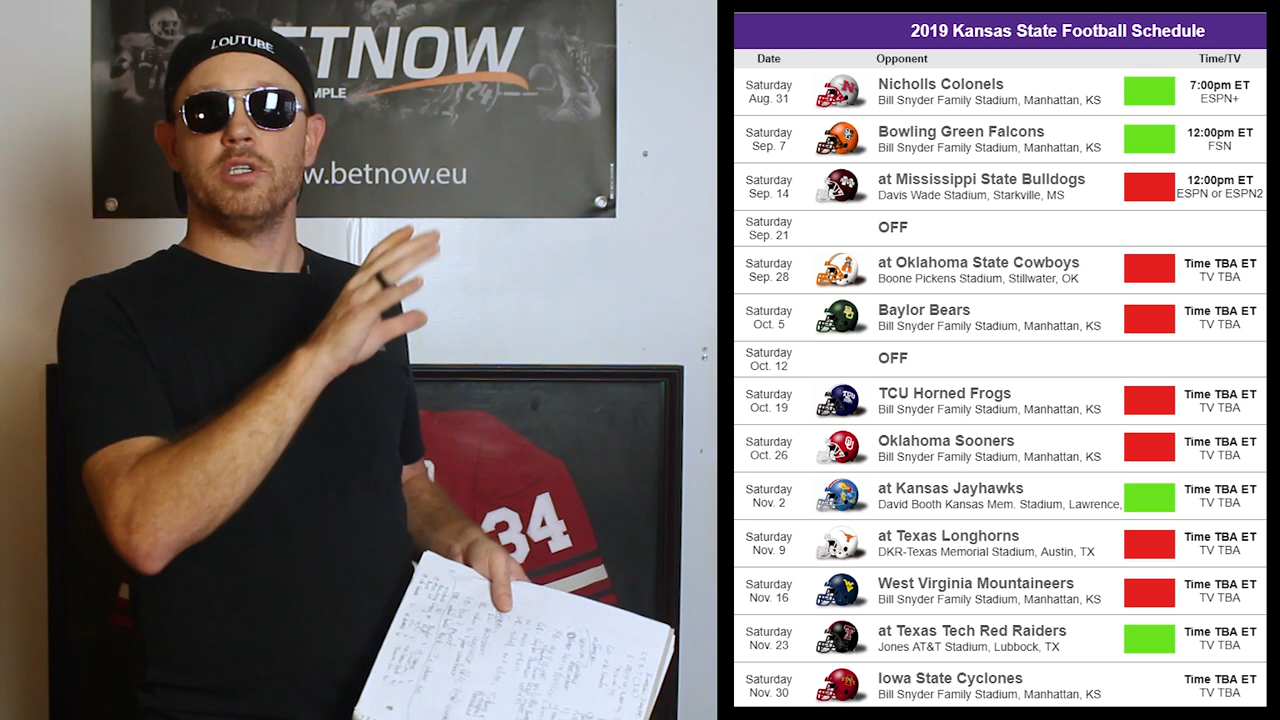 LOUTUBE
ETNOW
MPLE
w.betnow.eu
34
2019 Kansas State Football Schedule
Date Opponent Time/TV
Saturday Aug. 31
Nicholls Colonels
Bill Snyder Family Stadium, Manhattan, KS
7:00pm ET
ESPN+
Saturday Sep. 7
Bowling Green Falcons
Bill Snyder Family Stadium, Manhattan, KS
12:00pm ET
FSN
Saturday Sep. 14
at Mississippi State Bulldogs
Davis Wade Stadium, Starkville, MS
12:00pm ET
ESPN or ESPN2
Saturday Sep. 21
OFF
Saturday Sep. 28
at Oklahoma State Cowboys
Boone Pickens Stadium, Stillwater, OK
Time TBA ET
TV TBA
Saturday Oct. 5
Baylor Bears
Bill Snyder Family Stadium, Manhattan, KS
Time TBA ET
TV TBA
Saturday Oct. 12
OFF
Saturday Oct. 19
TCU Horned Frogs
Bill Snyder Family Stadium, Manhattan, KS
Time TBA ET
TV TBA
Saturday Oct. 26
Oklahoma Sooners
Bill Snyder Family Stadium, Manhattan, KS
Time TBA ET
TV TBA
Saturday Nov. 2
at Kansas Jayhawks
David Booth Kansas Mem. Stadium, Lawrence,
Time TBA ET
TV TBA
Saturday Nov. 9
at Texas Longhorns
DKR-Texas Memorial Stadium, Austin, TX
Time TBA ET
TV TBA
Saturday Nov. 16
West Virginia Mountaineers
Bill Snyder Family Stadium, Manhattan, KS
Time TBA ET
TV TBA
Saturday Nov. 23
at Texas Tech Red Raiders
Jones AT&T Stadium, Lubbock, TX
Time TBA ET
TV TBA
Saturday Nov. 30
Iowa State Cyclones
Bill Snyder Family Stadium, Manhattan, KS
Time TBA ET
TV TBA